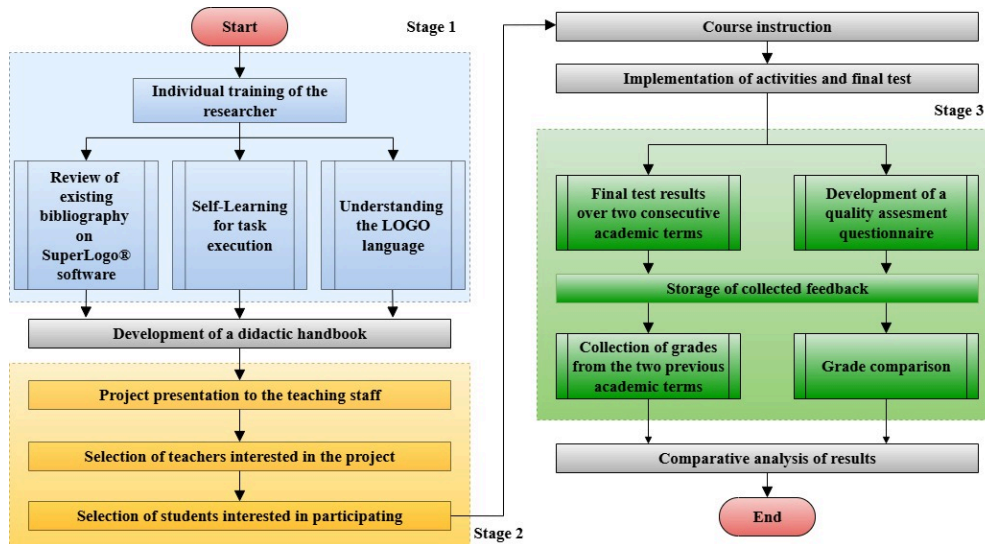 Start
Stage 1
Individual training of the
researcher
Review of
existing
bibliography
on
SuperLogo®
software
Self-Learning
for task
execution
Understanding
the LOGO
language
Development of a didactic handbook
Project presentation to the teaching staff
Selection of teachers interested in the project
Selection of students interested in participating
Stage 2
Course instruction
Implementation of activities and final test
Stage 3
Final test results
over two consecutive
academic terms
Development of a
quality assesment
questionnaire
Storage of collected feedback
Collection of grades
from the two previous
academic terms
Grade comparison
Comparative analysis of results
End